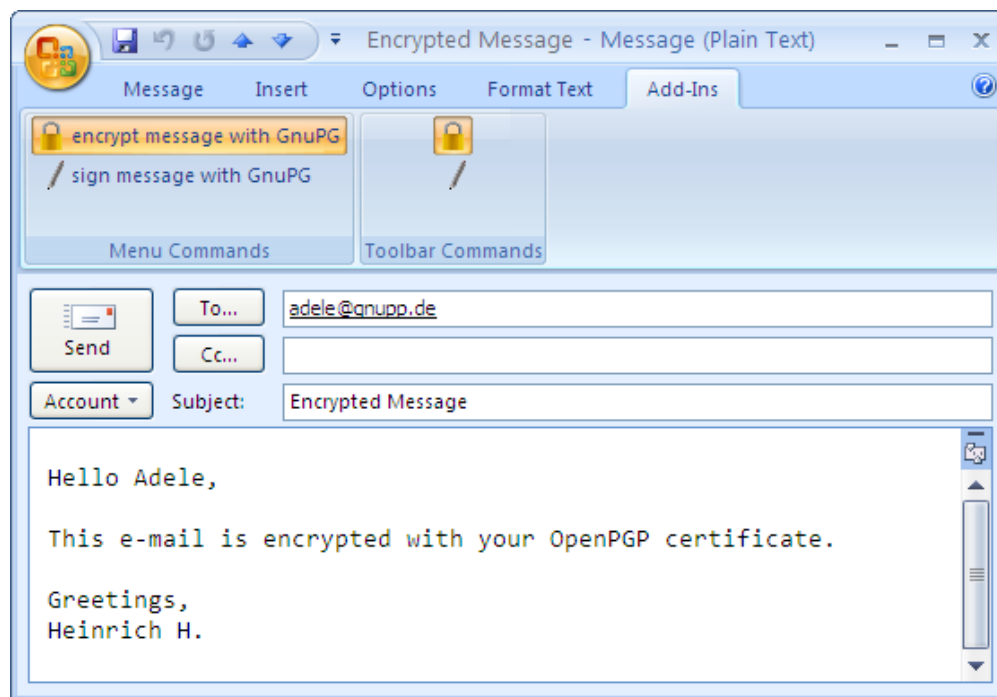 Encrypted Message - Message (Plain Text)
Message Insert Options Format Text Add-Ins
encrypt message with GnuPG
sign message with GnuPG
Menu Commands
Toolbar Commands
Send
To... adele@gnupp.de
Cc...
Account Subject: Encrypted Message
Hello Adele,
This e-mail is encrypted with your OpenPGP certificate.
Greetings,
Heinrich H.